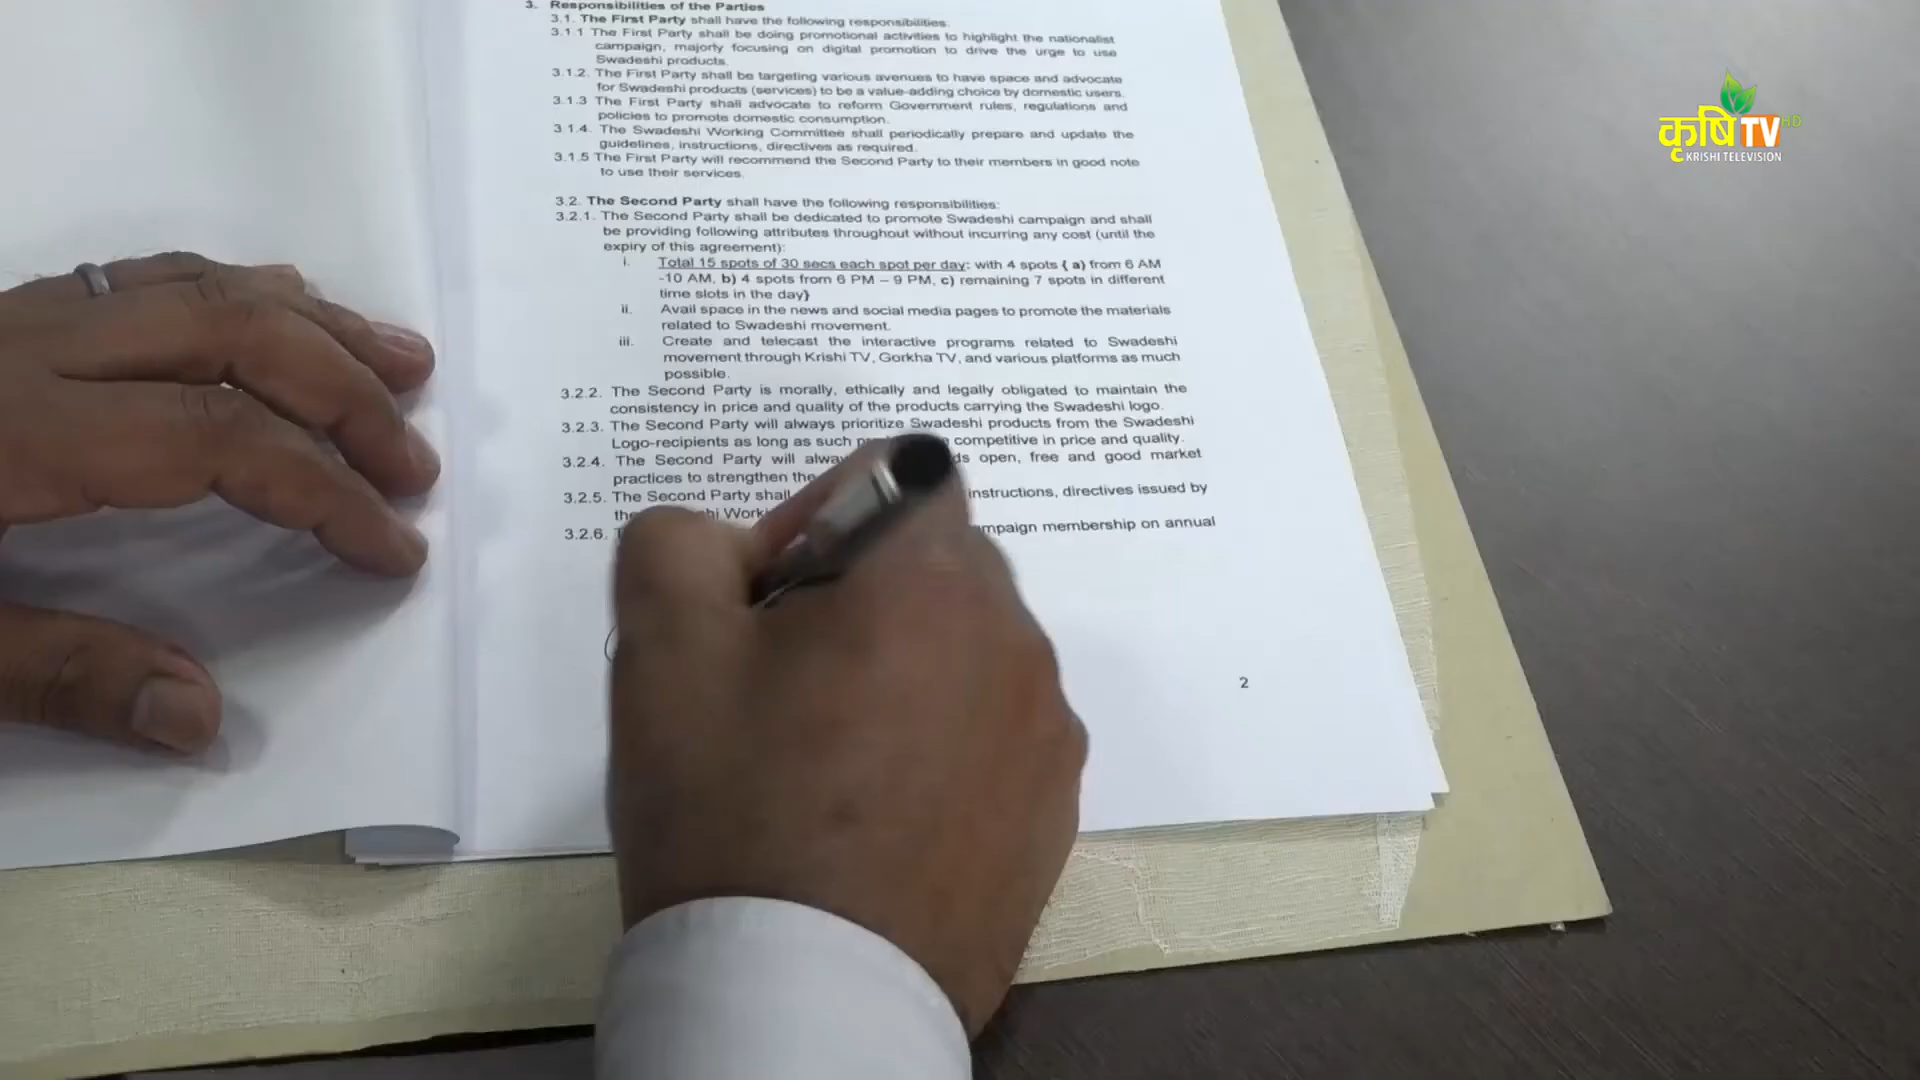 3. Responsibilities of the Parties
3.1. The First Party shall have the following responsibilities:
3.1.1 The First Party shall be doing promotional activities to highlight the nationalist
campaign, majorty focusing on digital promotion to drive the urge to use
Swadeshi products.
3.1.2. The First Party shall be targeting various avenues to have space and advocate
for Swadeshi products (services) to be a value-adding choice by domestic users.
3.1.3 The First Party shall advocate to reform Government rules, regulations and
policies to promote domestic consumption.
3 1.4. The Swadeshi Working Committee shall periodically prepare and update the
guidelines, instructions, directives as required.
3.1.5 The First Party will recommend the Second Party to their members in good note
to use their services.
3.2. The Second Party shall have the following responsibilities:
3.2.1. The Second Party shall be dedicated to promote Swadeshi campaign and shall
be providing following attributes throughout without incurring any cost (until the
expiry of this agreement):
i. Total 15 spots of 30 secs each spot per day: with 4 spots { a) from 6 AM
-10 AM, b) 4 spots from 6 PM – 9 PM, c) remaining 7 spots in different
time slots in the day}
ii. Avail space in the news and social media pages to promote the materials
related to Swadeshi movement.
iii. Create and telecast the interactive programs related to Swadeshi
movement through Krishi TV, Gorkha TV, and various platforms as much
possible.
3.2.2. The Second Party is morally, ethically and legally obligated to maintain the
consistency in price and quality of the products carrying the Swadeshi logo.
3.2.3. The Second Party will always prioritize Swadeshi products from the Swadeshi
Logo-recipients as long as such competitive in price and quality.
3.2.4. The Second Party will open, free and good market
practices to strengthen the
3.2.5. The Second Party shall instructions, directives issued by
3.2.6. membership on annual
2
कृषि TV HD
KRISHI TELEVISION